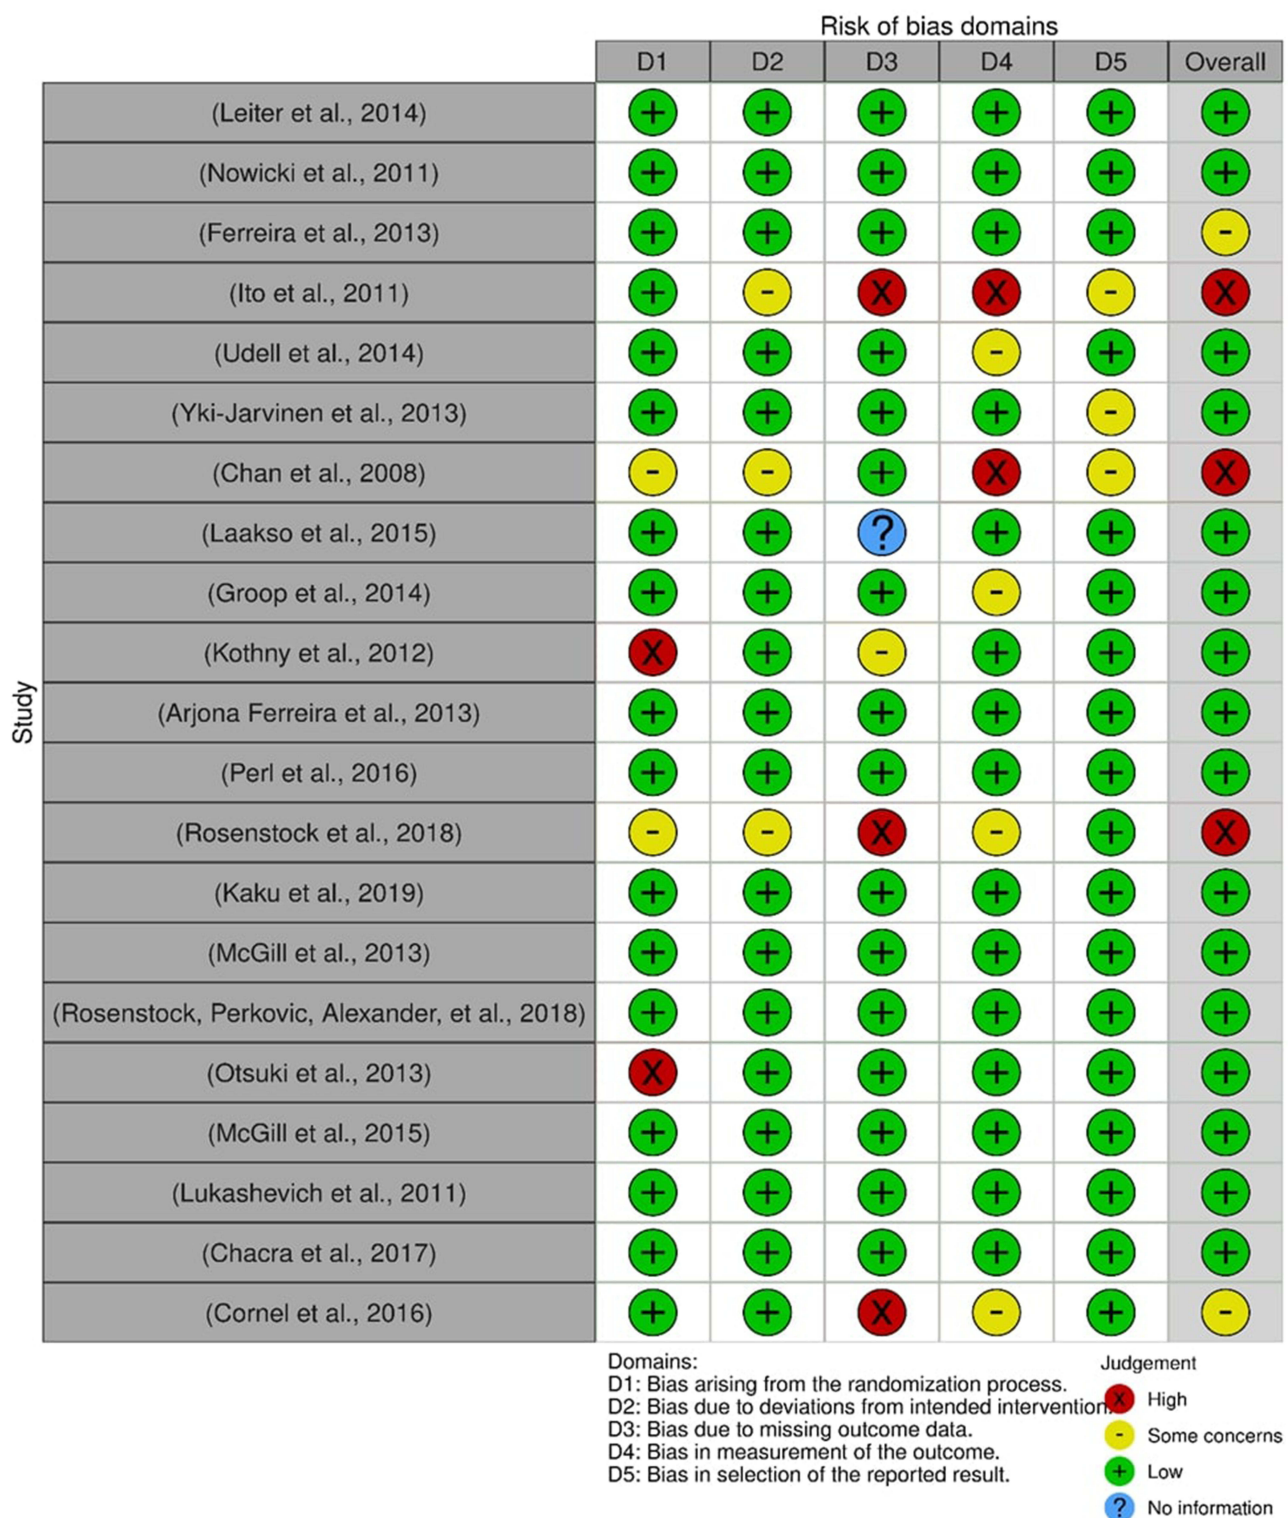 Risk of bias domains
D1 D2 D3 D4 D5 Overall
Study
(Leiter et al., 2014) + + + + + +
(Nowicki et al., 2011) + + + + + +
(Ferreira et al., 2013) + + + + + -
(Ito et al., 2011) + - X X - X
(Udell et al., 2014) + + + - + +
(Yki-Jarvinen et al., 2013) + + + + - +
(Chan et al., 2008) - - + X - X
(Laakso et al., 2015) + + ? + + +
(Groop et al., 2014) + + + - + +
(Kothny et al., 2012) X + - + + +
(Arjona Ferreira et al., 2013) + + + + + +
(Perl et al., 2016) + + + + + +
(Rosenstock et al., 2018) - - X - + X
(Kaku et al., 2019) + + + + + +
(McGill et al., 2013) + + + + + +
(Rosenstock, Perkovic, Alexander, et al., 2018) + + + + + +
(Otsuki et al., 2013) X + + + + +
(McGill et al., 2015) + + + + + +
(Lukashevich et al., 2011) + + + + + +
(Chacra et al., 2017) + + + + + +
(Cornel et al., 2016) + + X - + -
Domains:
D1: Bias arising from the randomization process.
D2: Bias due to deviations from intended intervention.
D3: Bias due to missing outcome data.
D4: Bias in measurement of the outcome.
D5: Bias in selection of the reported result.
Judgement
X High
- Some concerns
+ Low
? No information